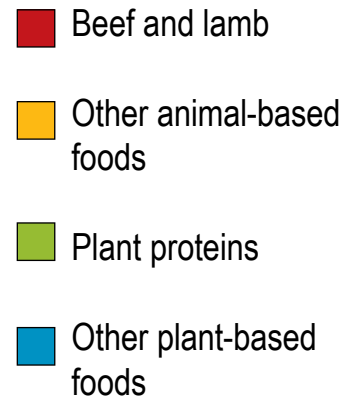 Beef and lamb
Other animal-based
foods
Plant proteins
Other plant-based
foods